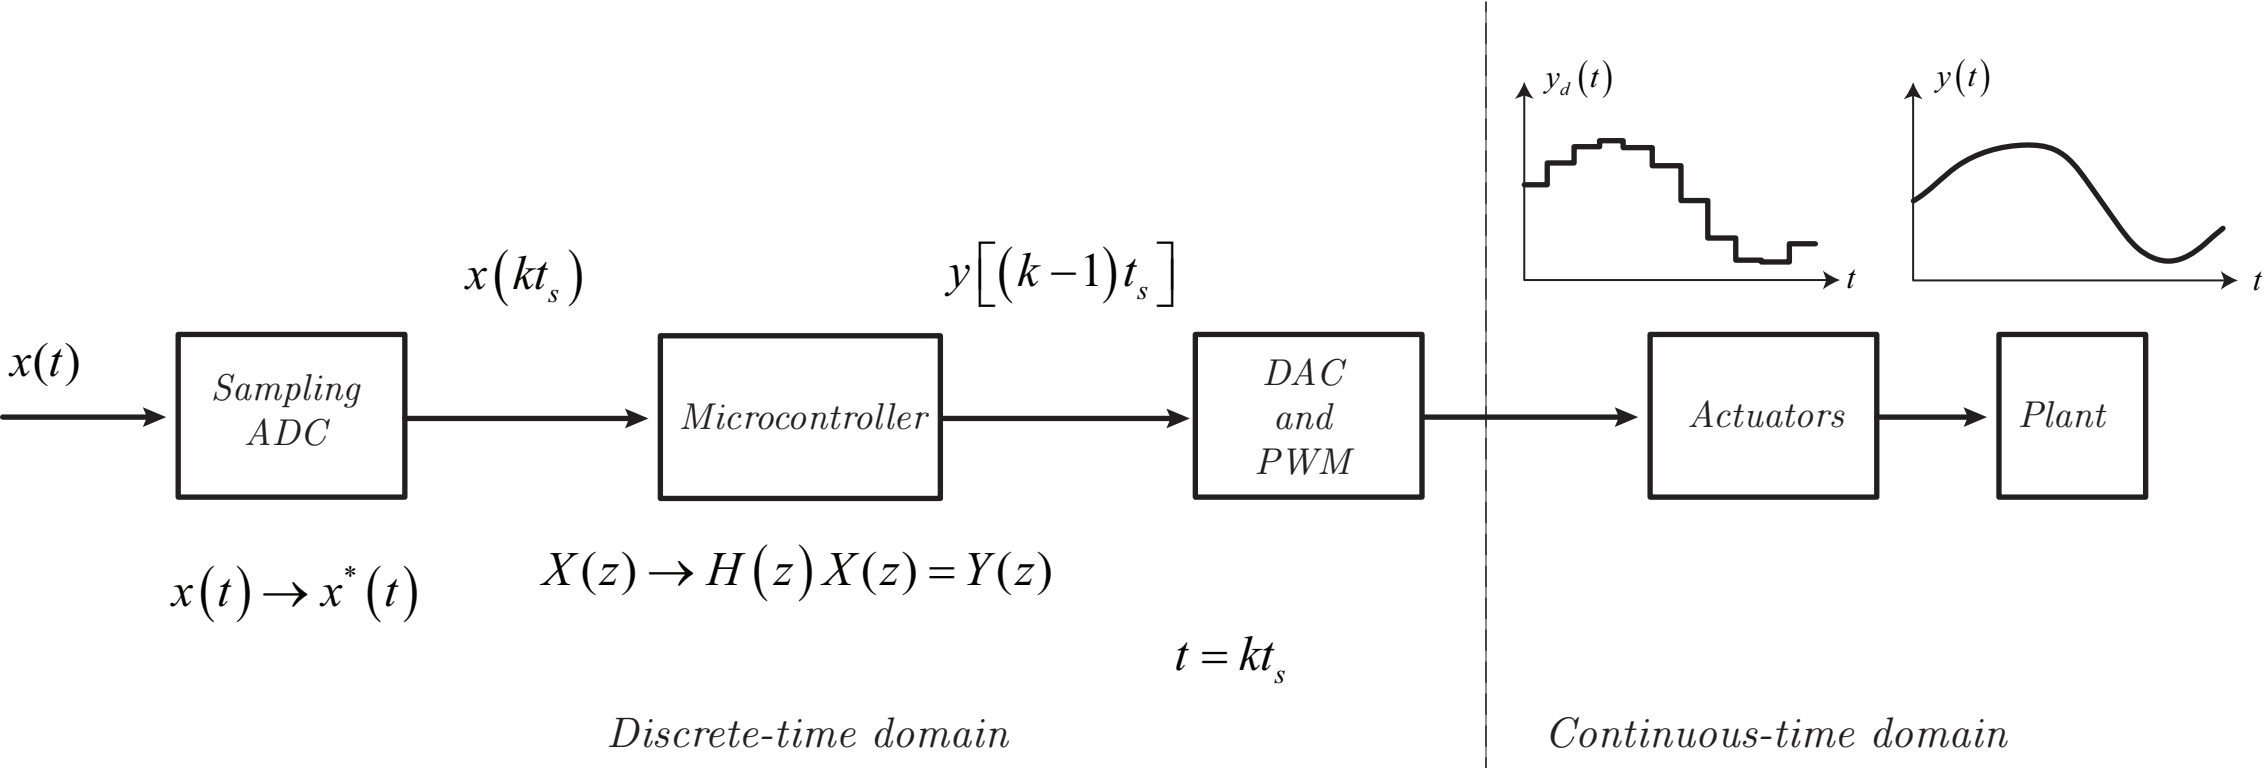 y_d(t)
y(t)
t
t
x(kt_s)
y[(k−1)t_s]
x(t)
Sampling
ADC
Microcontroller
DAC
and
PWM
Actuators
Plant
x(t)→x*(t)
X(z)→H(z)X(z)=Y(z)
t=kt_s
Discrete-time domain
Continuous-time domain